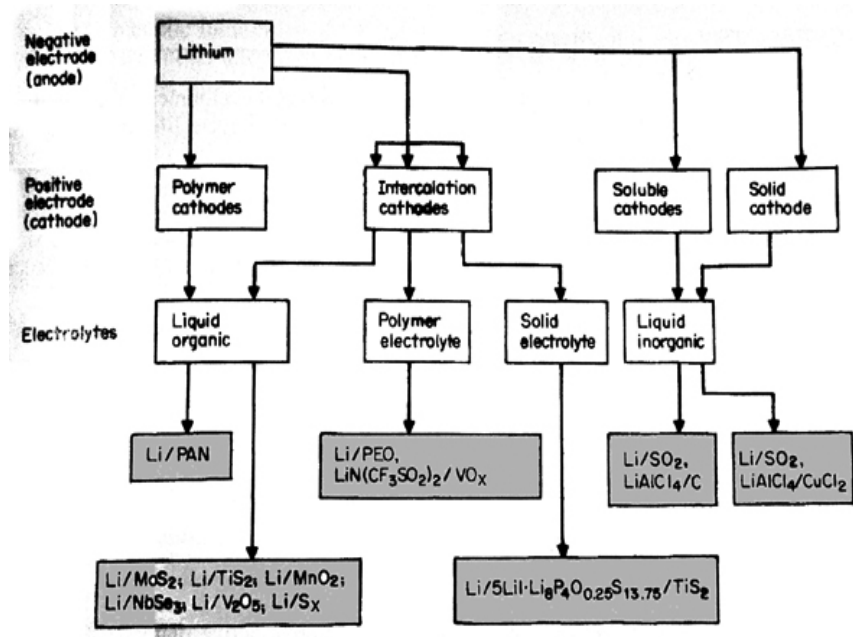 Negative
electrode
(anode)
Lithium
Positive
electrode
(cathode)
Polymer
cathodes
Intercolation
cathodes
Soluble
cathodes
Solid
cathode
Electrolytes
Liquid
organic
Polymer
electrolyte
Solid
electrolyte
Liquid
inorganic
Li/PAN
Li/PEO,
LiN(CF₃SO₂)₂/VOₓ
Li/SO₂,
LiAlCl₄/C
Li/SO₂,
LiAlCl₄/CuCl₂
Li/MoS₂; Li/TiS₂; Li/MnO₂;
Li/NbSe₃; Li/V₂O₅; Li/Sₓ
Li/5LiI·Li₈P₄O₀.₂₅S₁₃.₇₅/TiS₂